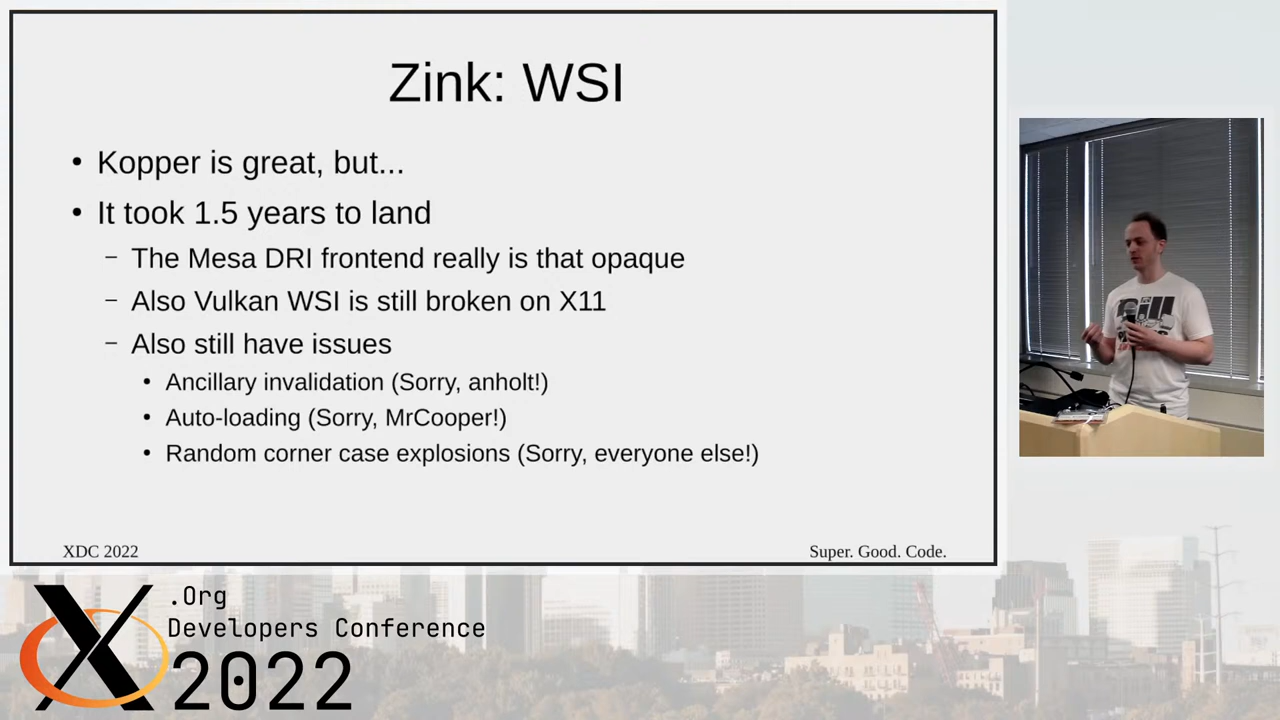 Zink: WSI
• Kopper is great, but...
• It took 1.5 years to land
– The Mesa DRI frontend really is that opaque
– Also Vulkan WSI is still broken on X11
– Also still have issues
• Ancillary invalidation (Sorry, anholt!)
• Auto-loading (Sorry, MrCooper!)
• Random corner case explosions (Sorry, everyone else!)
XDC 2022
Super. Good. Code.
X
.Org
Developers Conference
2022